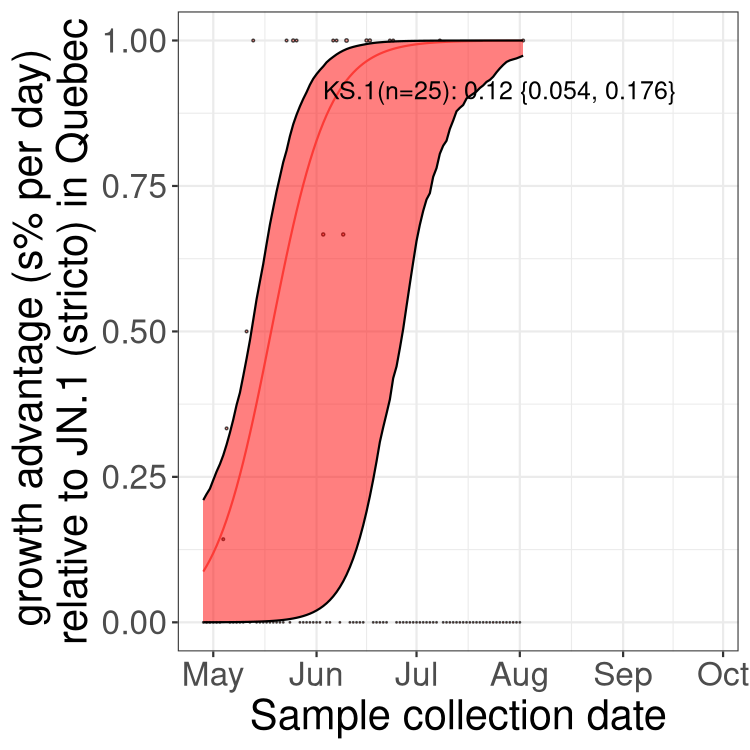 growth advantage (s% per day)
relative to JN.1 (stricto) in Quebec
1.00
0.75
0.50
0.25
0.00
KS.1(n=25): 0.12 {0.054, 0.176}
May Jun Jul Aug Sep Oct
Sample collection date